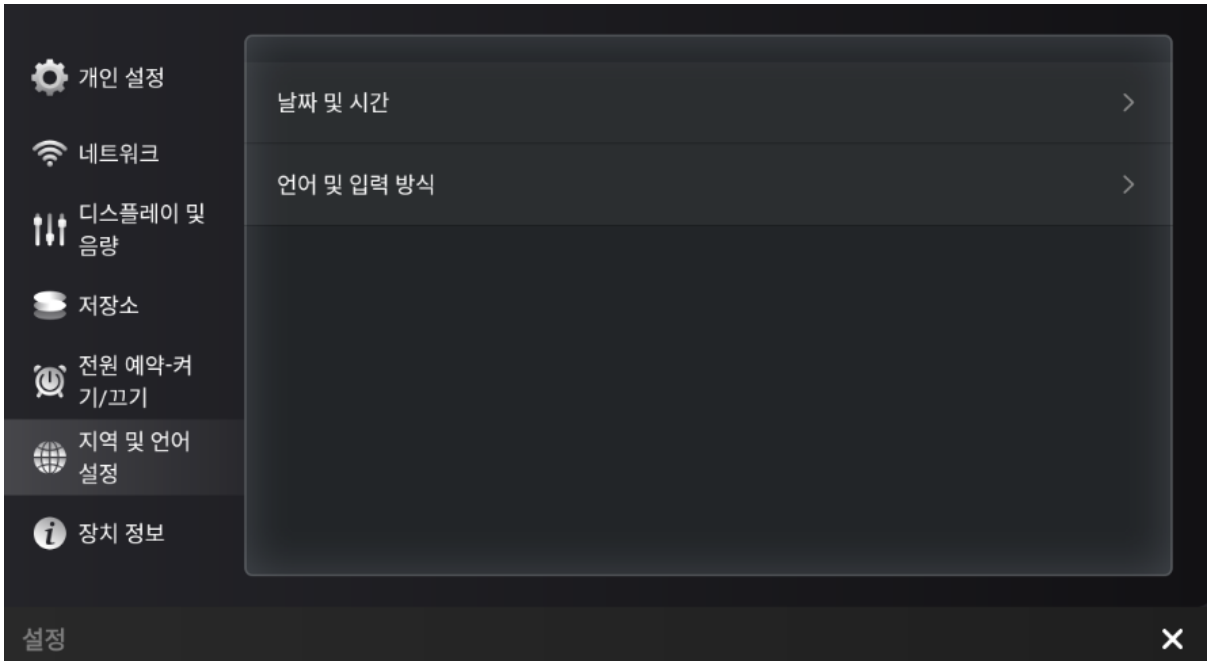 개인 설정
네트워크
디스플레이 및
음량
저장소
전원 예약-켜
기/끄기
지역 및 언어
설정
장치 정보
날짜 및 시간
언어 및 입력 방식
설정